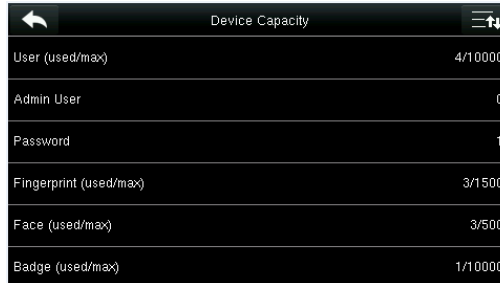 Device Capacity
User (used/max) 4/10000
Admin User 0
Password 1
Fingerprint (used/max) 3/1500
Face (used/max) 3/500
Badge (used/max) 1/10000